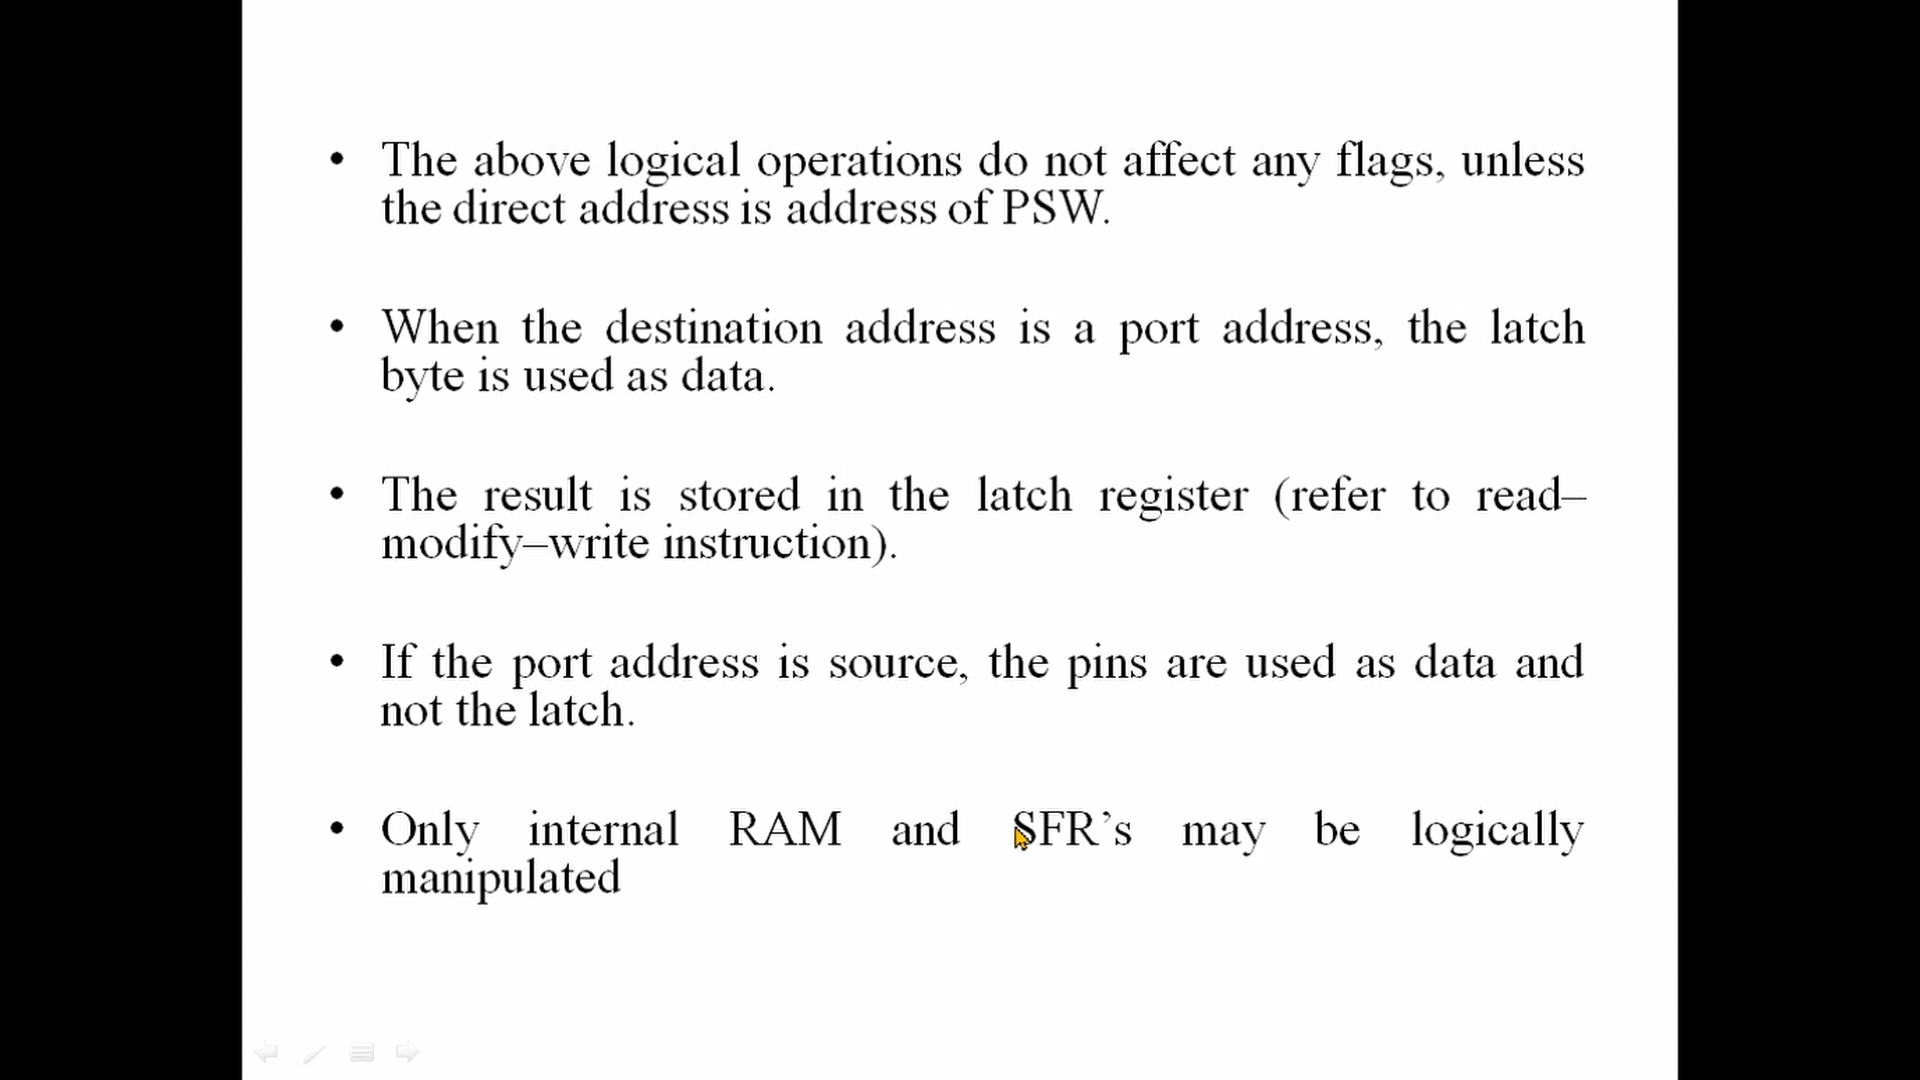 • The above logical operations do not affect any flags, unless
the direct address is address of PSW.
• When the destination address is a port address, the latch
byte is used as data.
• The result is stored in the latch register (refer to read–
modify–write instruction).
• If the port address is source, the pins are used as data and
not the latch.
• Only internal RAM and SFR’s may be logically
manipulated